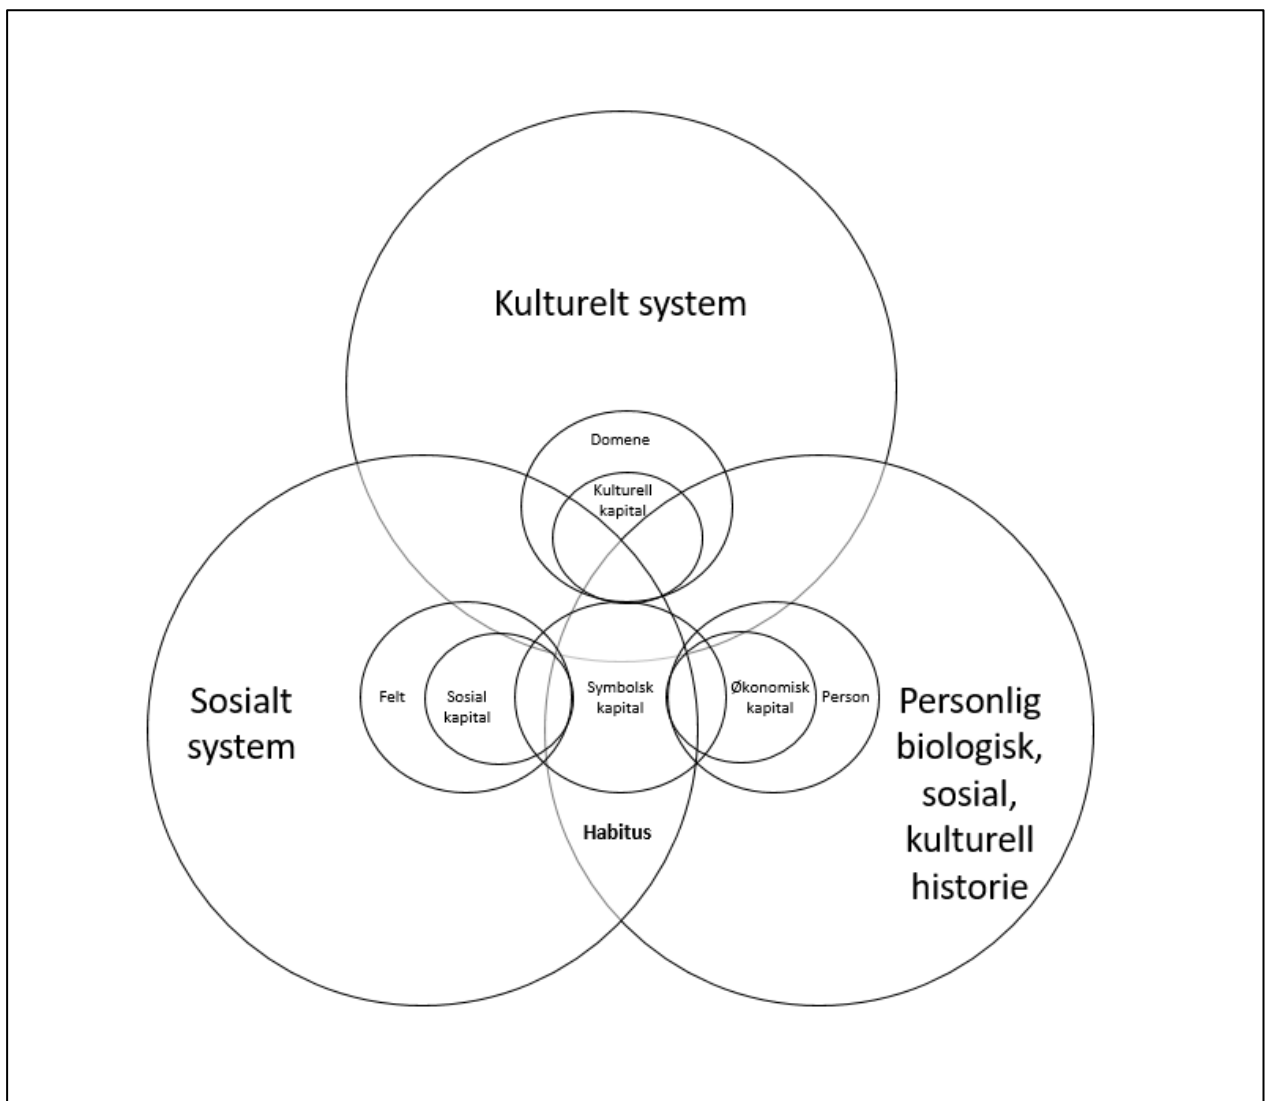 Kulturelt system
Domene
Kulturell
kapital
Sosialt
system
Felt
Sosial
kapital
Symbolsk
kapital
Økonomisk
kapital
Person
Personlig
biologisk,
sosial,
kulturell
historie
Habitus